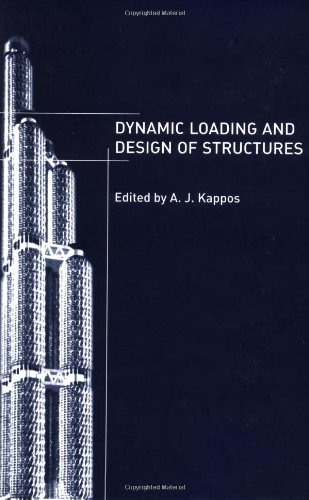 DYNAMIC LOADING AND
DESIGN OF STRUCTURES
Edited by A. J. Kappos